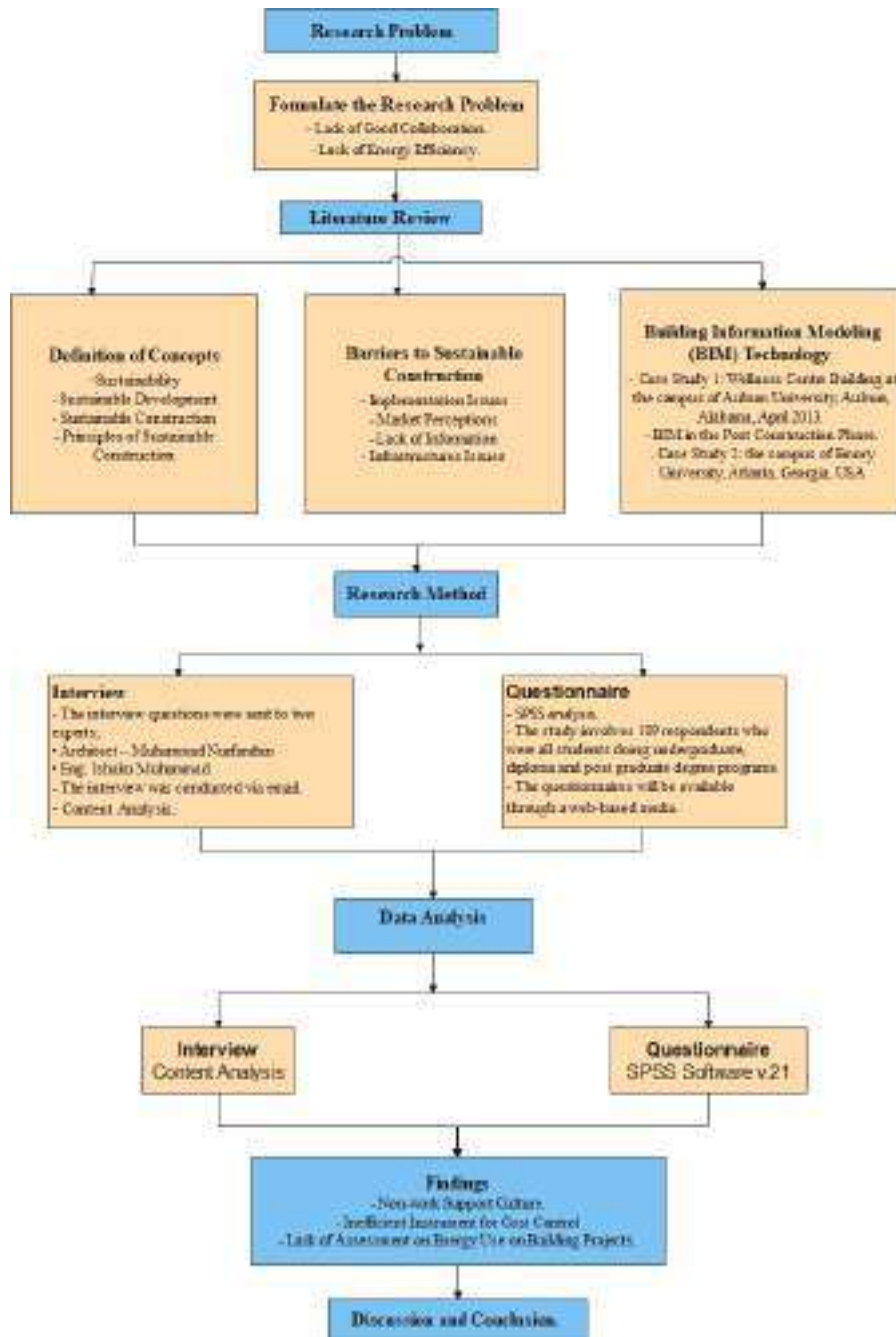 Research Problem
Formulate the Research Problem
- Lack of Good Collaboration.
- Lack of Energy Efficiency.
Literature Review
Definition of Concepts
- Sustainability
- Sustainable Development
- Sustainable Construction
- Principles of Sustainable
Construction
Barriers to Sustainable
Construction
- Implementation Issues
- Market Perceptions
- Lack of Information
- Infrastructures Issues
Building Information Modeling
(BIM) Technology
- Case Study 1: Wellness Centre Building at
the campus of Auburn University, Auburn,
Alabama, April 2013
- BIM in the Post Construction Phase.
- Case Study 2: the campus of Emory
University, Atlanta, Georgia, USA
Research Method
Interview
- The interview questions were sent to two
experts,
• Architect – Muhammad
• Eng. Ishaku Muhammad
- The interview was conducted via email.
- Content Analysis.
Questionnaire
- SPSS analysis.
- The study involves 109 respondents who
were all students doing undergraduate,
diploma and post graduate degree programs
- The questionnaires will be available
through a web-based media.
Data Analysis
Interview
Content Analysis
Questionnaire
SPSS Software v.21
Findings
- Non-work Support Culture.
- Inefficient Instrument for Cost Control
- Lack of Assessment on Energy Use on Building Projects.
Discussion and Conclusion.